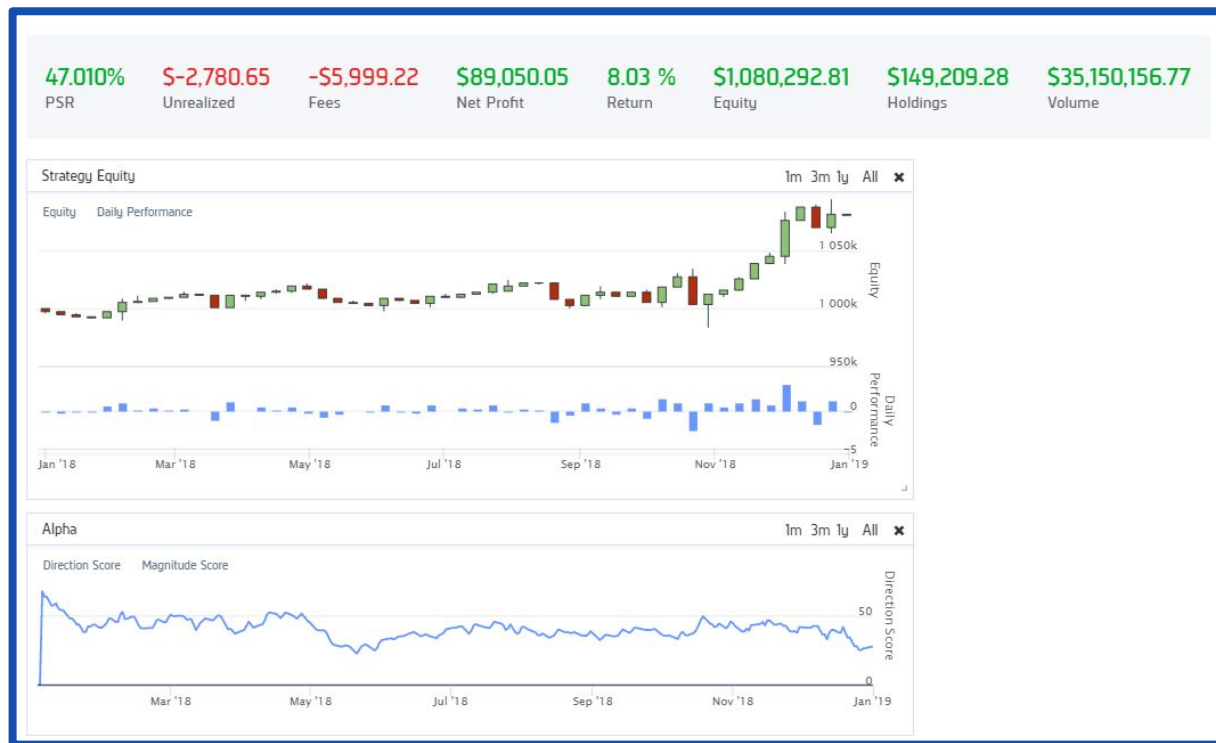 47.010% $-2,780.65 -$5,999.22 $89,050.05 8.03 % $1,080,292.81 $149,209.28 $35,150,156.77
PSR Unrealized Fees Net Profit Return Equity Holdings Volume
Strategy Equity 1m 3m 1y All ✖
Equity Daily Performance
1 050k
Equity
1 000k
950k
Daily
Performance
0
-5
Jan '18 Mar '18 May '18 Jul '18 Sep '18 Nov '18 Jan '19
Alpha 1m 3m 1y All ✖
Direction Score Magnitude Score
Direction Score
50
0
Mar '18 May '18 Jul '18 Sep '18 Nov '18 Jan '19